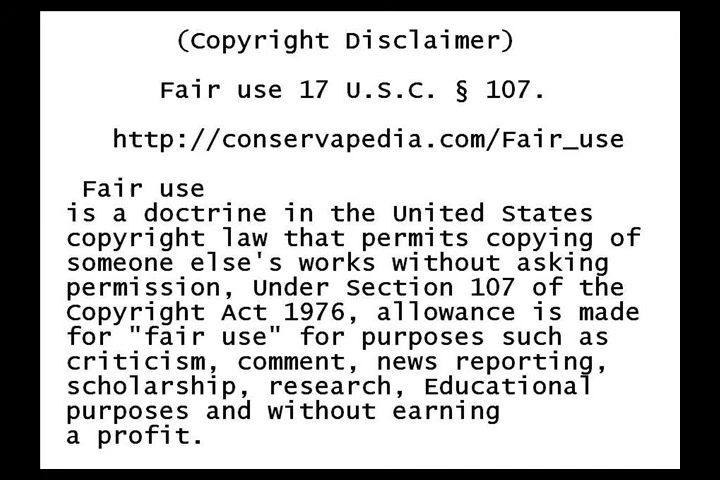 (Copyright Disclaimer)
Fair use 17 U.S.C. § 107.
http://conservapedia.com/Fair_use
Fair use
is a doctrine in the United States
copyright law that permits copying of
someone else's works without asking
permission, Under Section 107 of the
Copyright Act 1976, allowance is made
for "fair use" for purposes such as
criticism, comment, news reporting,
scholarship, research, Educational
purposes and without earning
a profit.